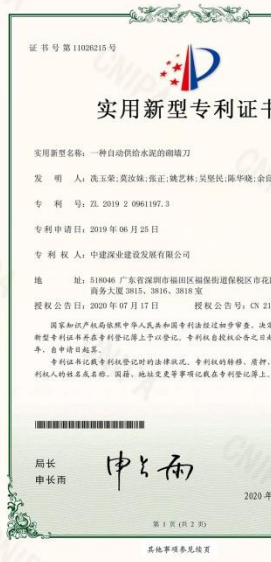 证书号第11026215号
实用新型专利证
实用新型名称：一种自动供给水泥的砌墙刀
发 明 人：冼玉荣;莫汝妹;张正;姚艺林;吴坚民;陈华晓;余
专 利 号：ZL 2019 2 0961197.3
专利申请日：2019年06月25日
专 利 权 人：中建深业建设发展有限公司
地 址：518046 广东省深圳市福田区福保街道保税区市花
商务大厦3815、3816、3818室
授权公告日：2020年07月17日 授权公告号：CN 21
国家知识产权局依照中华人民共和国专利法经过初步审查，决
新型专利证书并在专利登记簿上予以登记。专利权自授权公告之日
年，自申请日起算。
专利证书记载专利权登记时的法律状况。专利权的转移、质押、
利权人的姓名或名称、国籍、地址变更等事项记载在专利登记簿上。
局长
申长雨
申长雨
2020年
第 1 页 (共 2 页)
其他事项参见续页